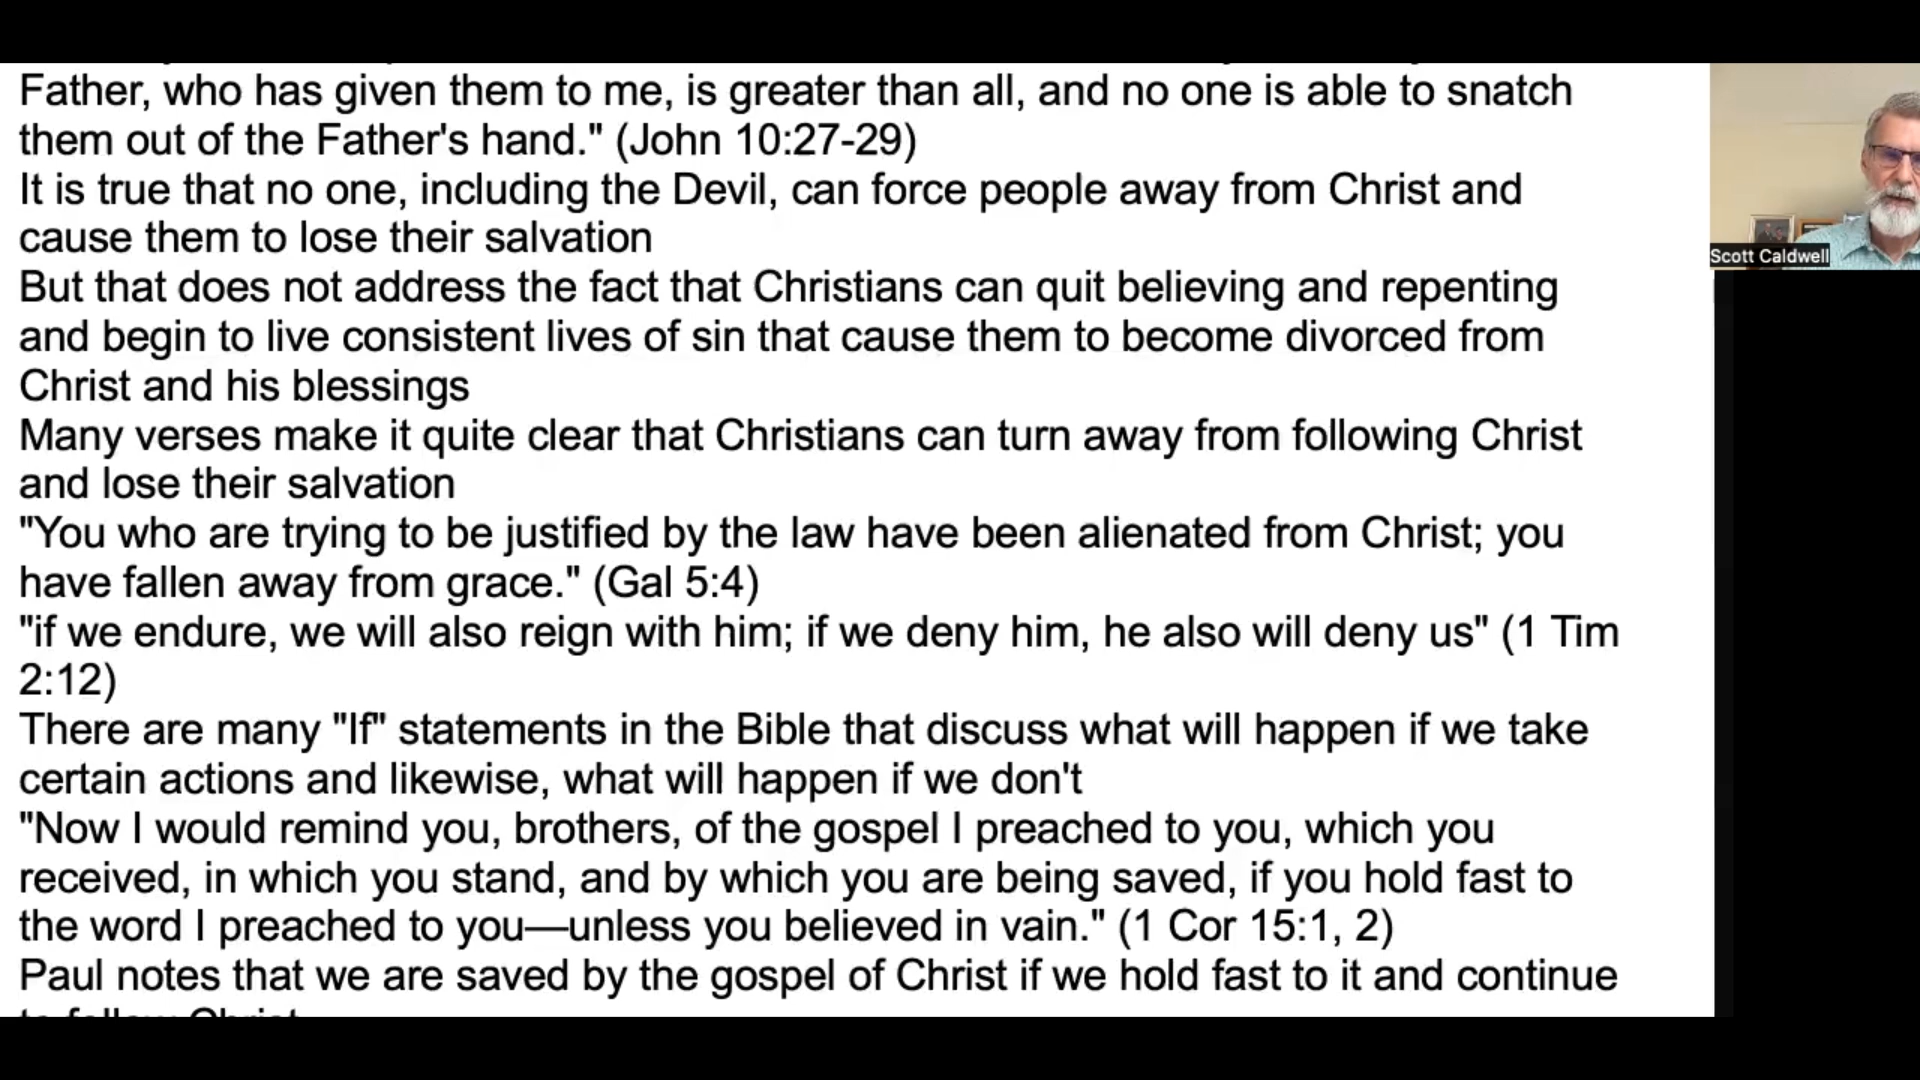 Father, who has given them to me, is greater than all, and no one is able to snatch
them out of the Father's hand." (John 10:27-29)
It is true that no one, including the Devil, can force people away from Christ and
cause them to lose their salvation
But that does not address the fact that Christians can quit believing and repenting
and begin to live consistent lives of sin that cause them to become divorced from
Christ and his blessings
Many verses make it quite clear that Christians can turn away from following Christ
and lose their salvation
"You who are trying to be justified by the law have been alienated from Christ; you
have fallen away from grace." (Gal 5:4)
"if we endure, we will also reign with him; if we deny him, he also will deny us" (1 Tim
2:12)
There are many "If" statements in the Bible that discuss what will happen if we take
certain actions and likewise, what will happen if we don't
"Now I would remind you, brothers, of the gospel I preached to you, which you
received, in which you stand, and by which you are being saved, if you hold fast to
the word I preached to you—unless you believed in vain." (1 Cor 15:1, 2)
Paul notes that we are saved by the gospel of Christ if we hold fast to it and continue
to follow Christ
Scott Caldwell